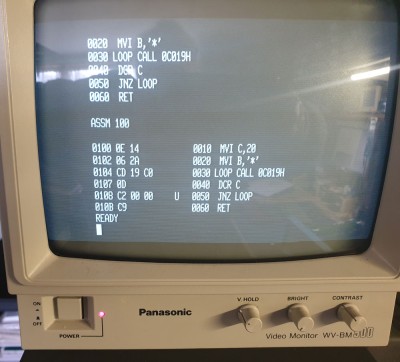 0020 MVI B,'*'
0030 LOOP CALL 0C019H
0040 DCR C
0050 JNZ LOOP
0060 RET
ASSM 100
0100 0E 14 0010 MVI C,20
0102 06 2A 0020 MVI B,'*'
0104 CD 19 C0 0030 LOOP CALL 0C019H
0107 0D 0040 DCR C
0108 C2 00 00 U 0050 JNZ LOOP
010B C9 0060 RET
READY
ON
OFF
POWER
Panasonic
V HOLD
BRIGHT
CONTRAST
Video Monitor WV-BM500